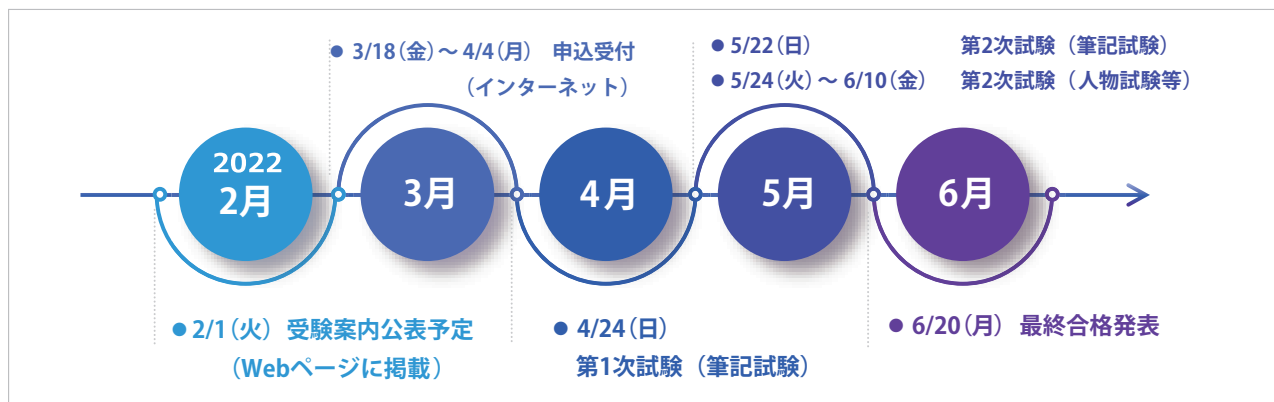 ● 3/18(金)～ 4/4(月) 申込受付
(インターネット)
● 5/22(日) 第2次試験(筆記試験)
● 5/24(火)～ 6/10(金) 第2次試験(人物試験等)
2022
2月
3月
4月
5月
6月
● 2/1(火) 受験案内公表予定
(Webページに掲載)
● 4/24(日)
第1次試験(筆記試験)
● 6/20(月) 最終合格発表